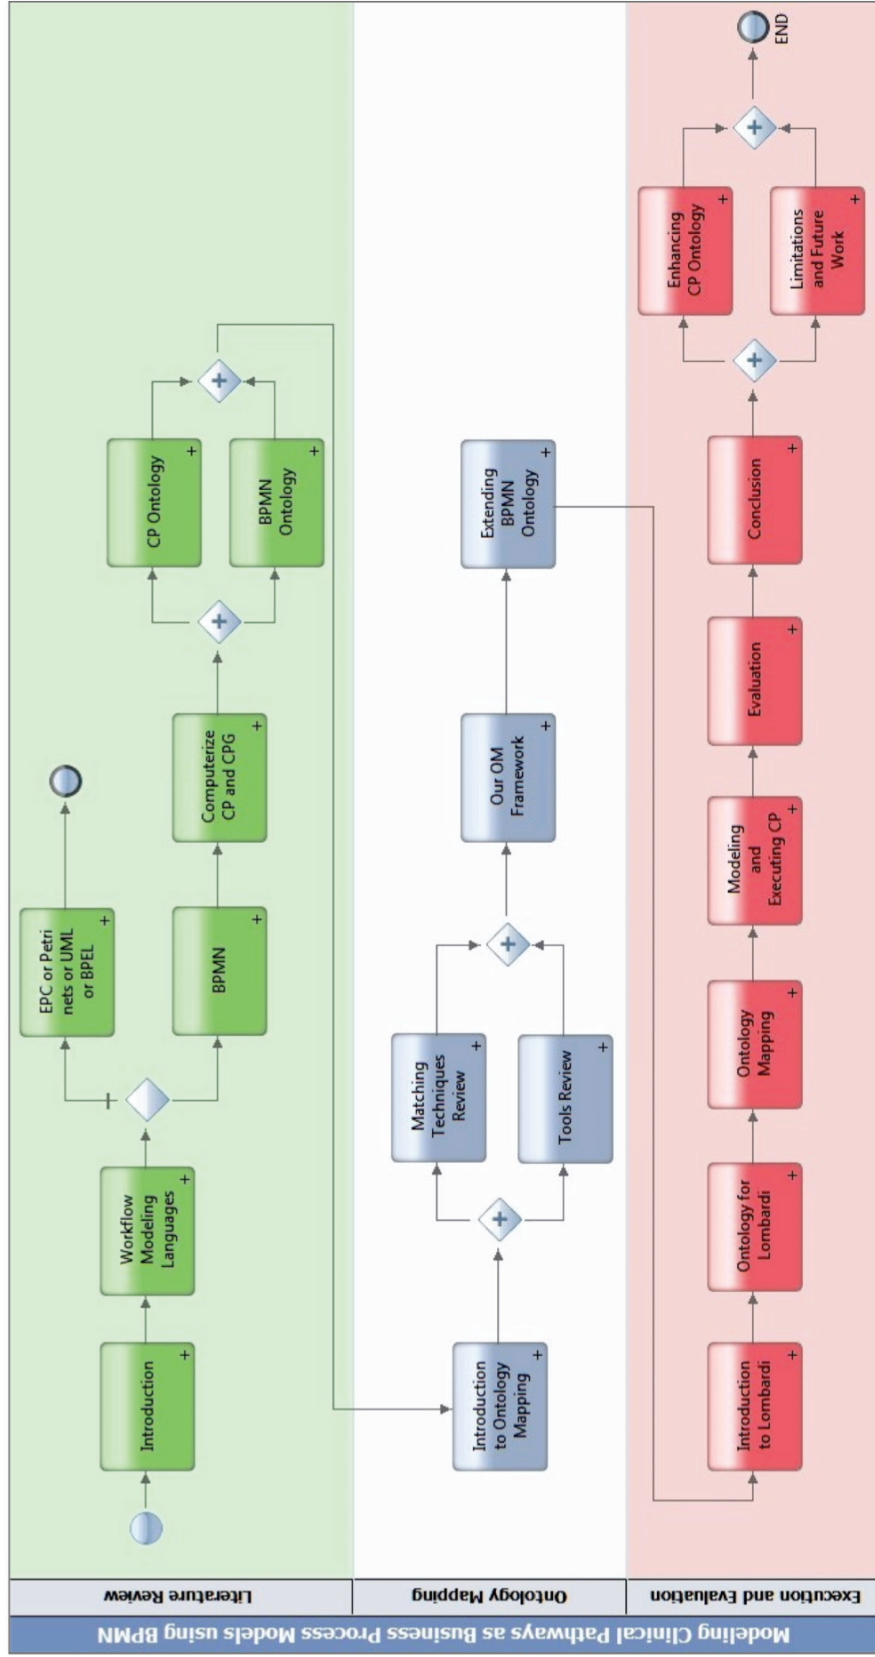 Modeling Clinical Pathways as Business Process Models using BPMN
Literature Review
Introduction
Workflow
Modeling
Languages
EPC or Petri
nets or UML
or BPEL
BPMN
Computerize
CP and CPG
CP Ontology
BPMN
Ontology
Ontology Mapping
Introduction
to Ontology
Mapping
Matching
Techniques
Review
Tools Review
Our OM
Framework
Extending
BPMN
Ontology
Execution and Evaluation
Introduction
to Lombardi
Ontology for
Lombardi
Ontology
Mapping
Modeling
and
Executing CP
Evaluation
Conclusion
Enhancing
CP Ontology
Limitations
and Future
Work
END